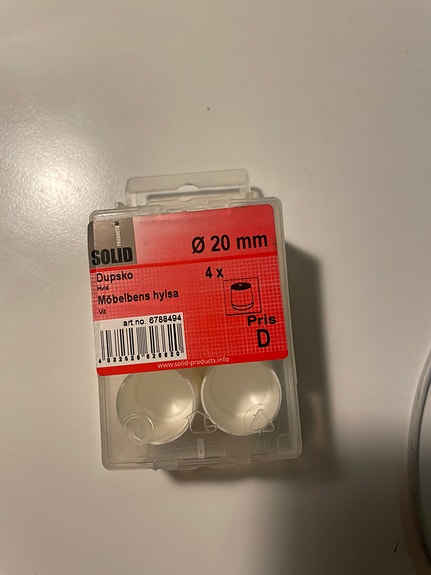 SOLID
Ø 20 mm
Dupsko
Hvid
4 x
Möbelbens hylsa
Vit
Pris
D
art.no. 6788494
www.solid-products.info